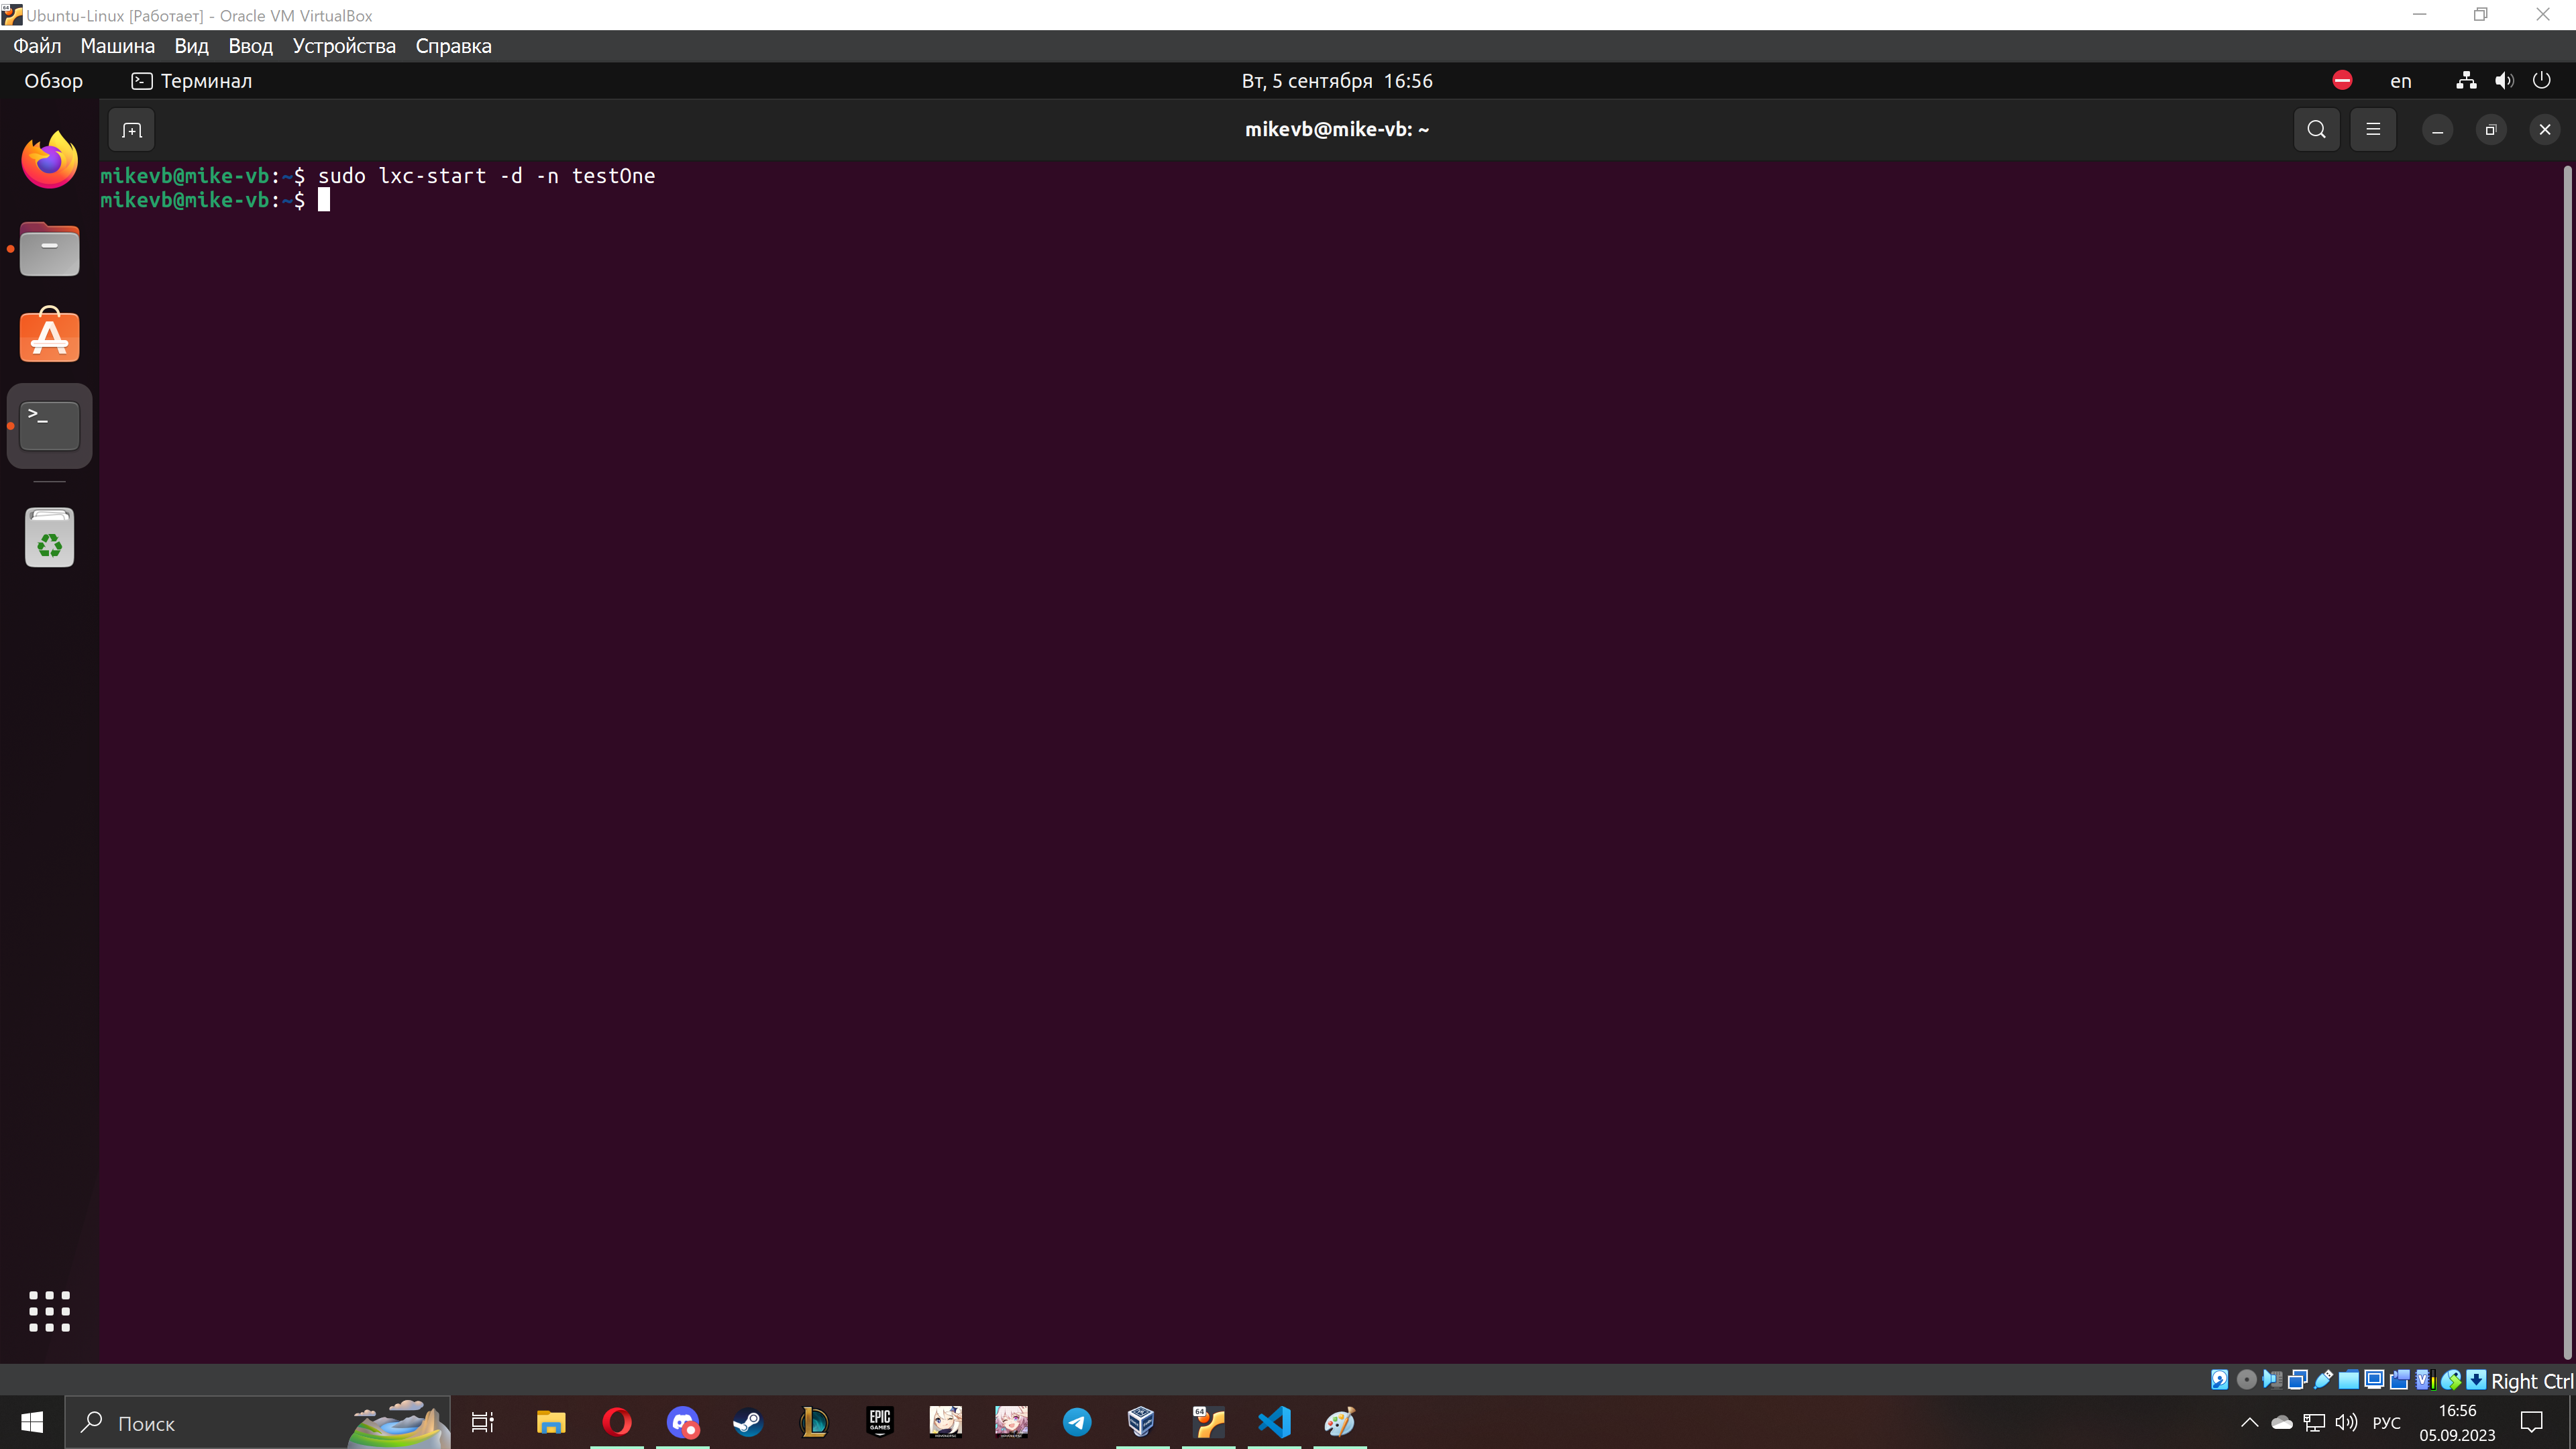 Ubuntu-Linux [Работает] - Oracle VM VirtualBox
Файл Машина Вид Ввод Устройства Справка
Обзор Терминал Вт, 5 сентября 16:56 en
mikevb@mike-vb: ~
mikevb@mike-vb:~$ sudo lxc-start -d -n testOne
mikevb@mike-vb:~$
Right Ctrl
Поиск
EPIC GAMES
64
РУС
16:56
05.09.2023